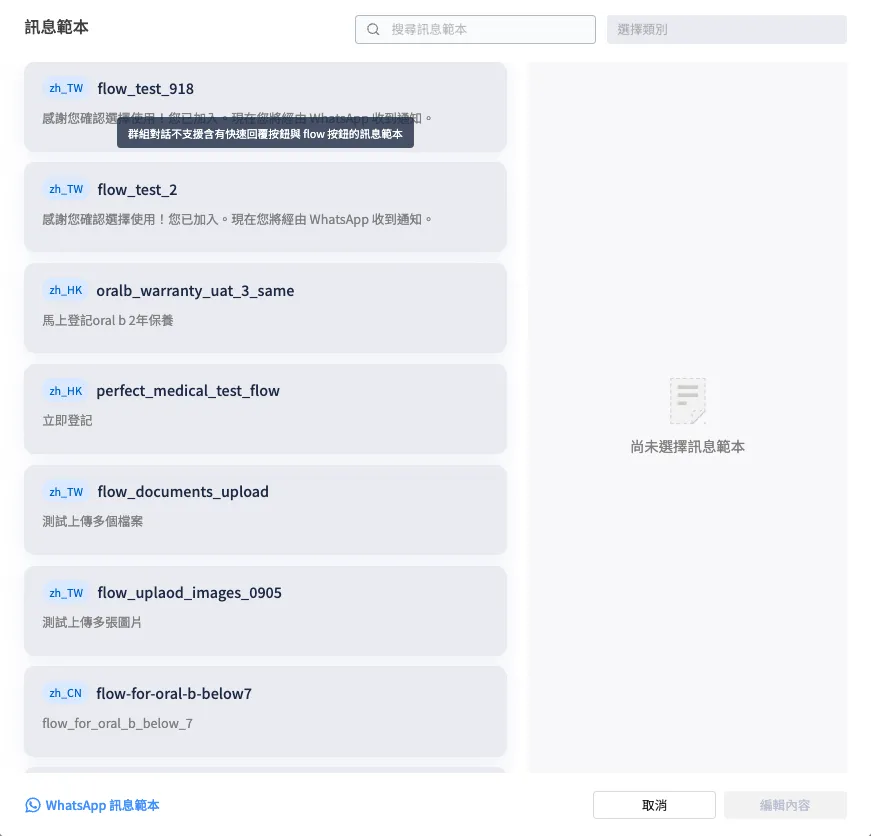 訊息範本
搜尋訊息範本
選擇類別
zh_TW flow_test_918
感謝您確認選擇使用！您已加入。現在您將經由 WhatsApp 收到通知。
群組對話不支援含有快速回覆按鈕與 flow 按鈕的訊息範本
zh_TW flow_test_2
感謝您確認選擇使用！您已加入。現在您將經由 WhatsApp 收到通知。
zh_HK oralb_warranty_uat_3_same
馬上登記oral b 2年保養
zh_HK perfect_medical_test_flow
立即登記
zh_TW flow_documents_upload
測試上傳多個檔案
zh_TW flow_uplaod_images_0905
測試上傳多張圖片
zh_CN flow-for-oral-b-below7
flow_for_oral_b_below_7
尚未選擇訊息範本
WhatsApp 訊息範本
取消
編輯內容